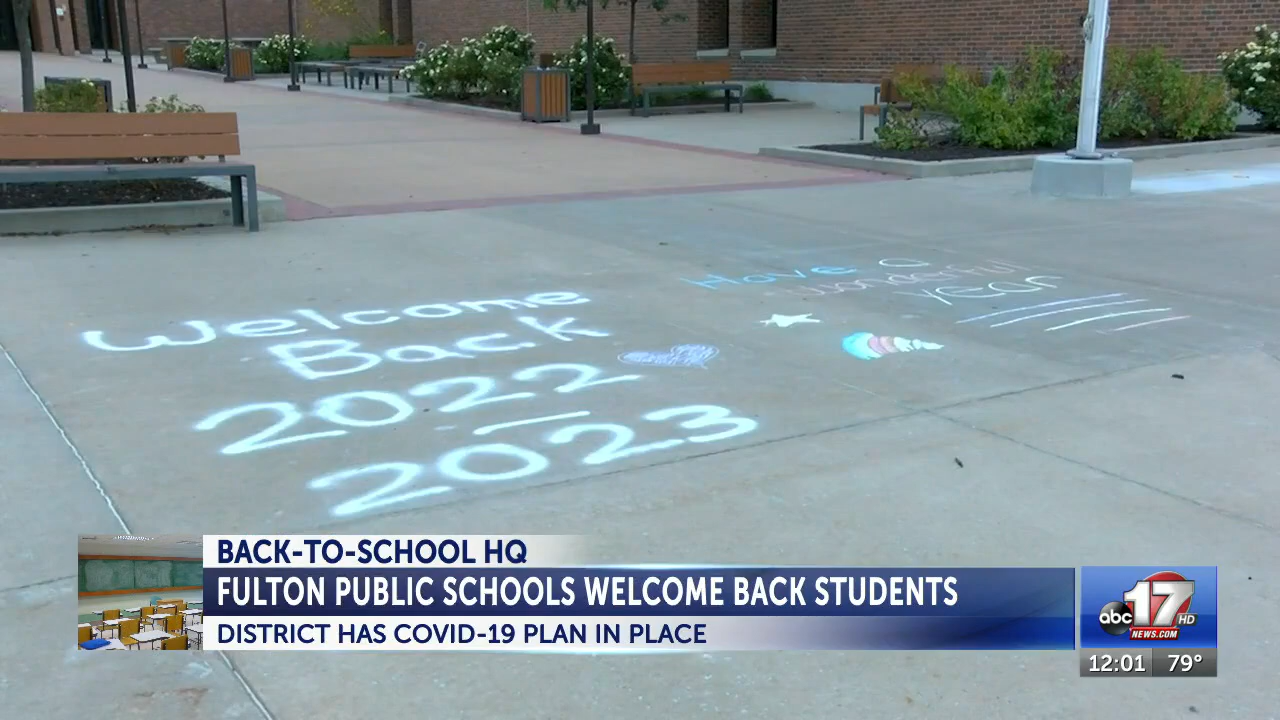 Welcome
Back
2022
–
2023
Have a
wonderful
year
BACK-TO-SCHOOL HQ
FULTON PUBLIC SCHOOLS WELCOME BACK STUDENTS
DISTRICT HAS COVID-19 PLAN IN PLACE
abc 17 HD
NEWS.COM
12:01 79°